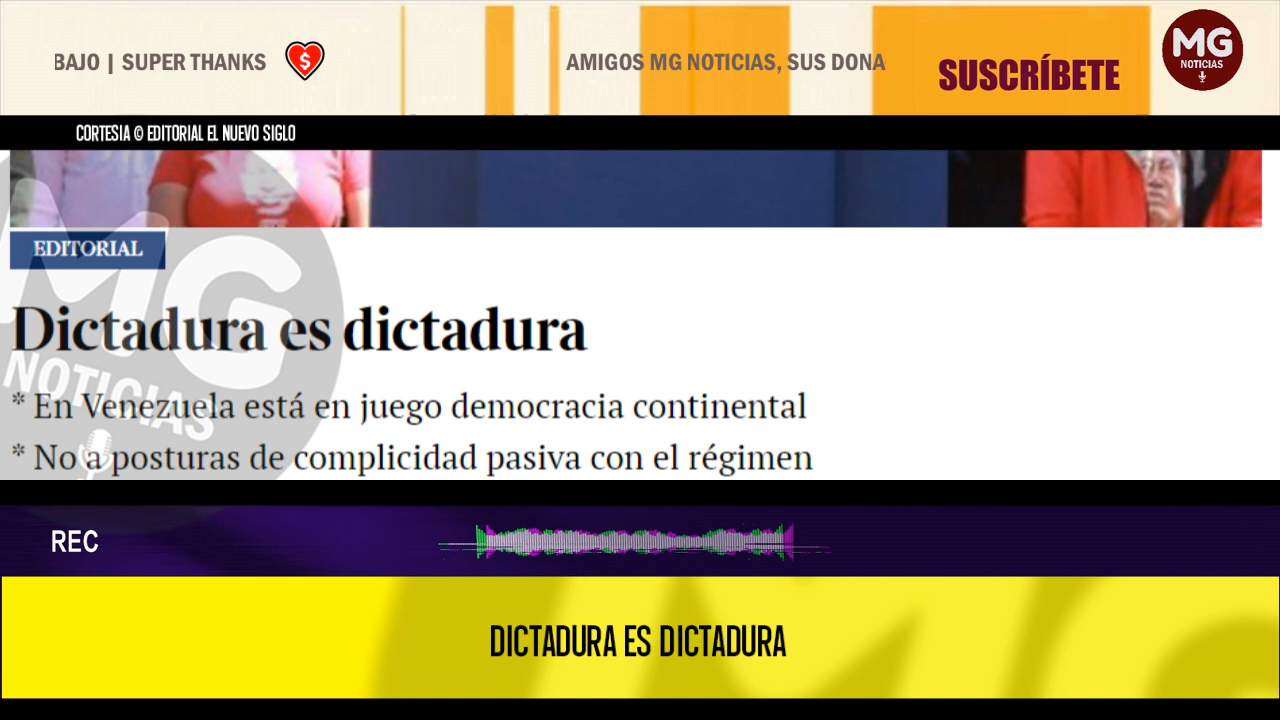 BAJO | SUPER THANKS
$
AMIGOS MG NOTICIAS, SUS DONA
SUSCRÍBETE
MG
NOTICIAS
CORTESIA © EDITORIAL EL NUEVO SIGLO
EDITORIAL
MG
NOTICIAS
Dictadura es dictadura
* En Venezuela está en juego democracia continental
* No a posturas de complicidad pasiva con el régimen
REC
DICTADURA ES DICTADURA